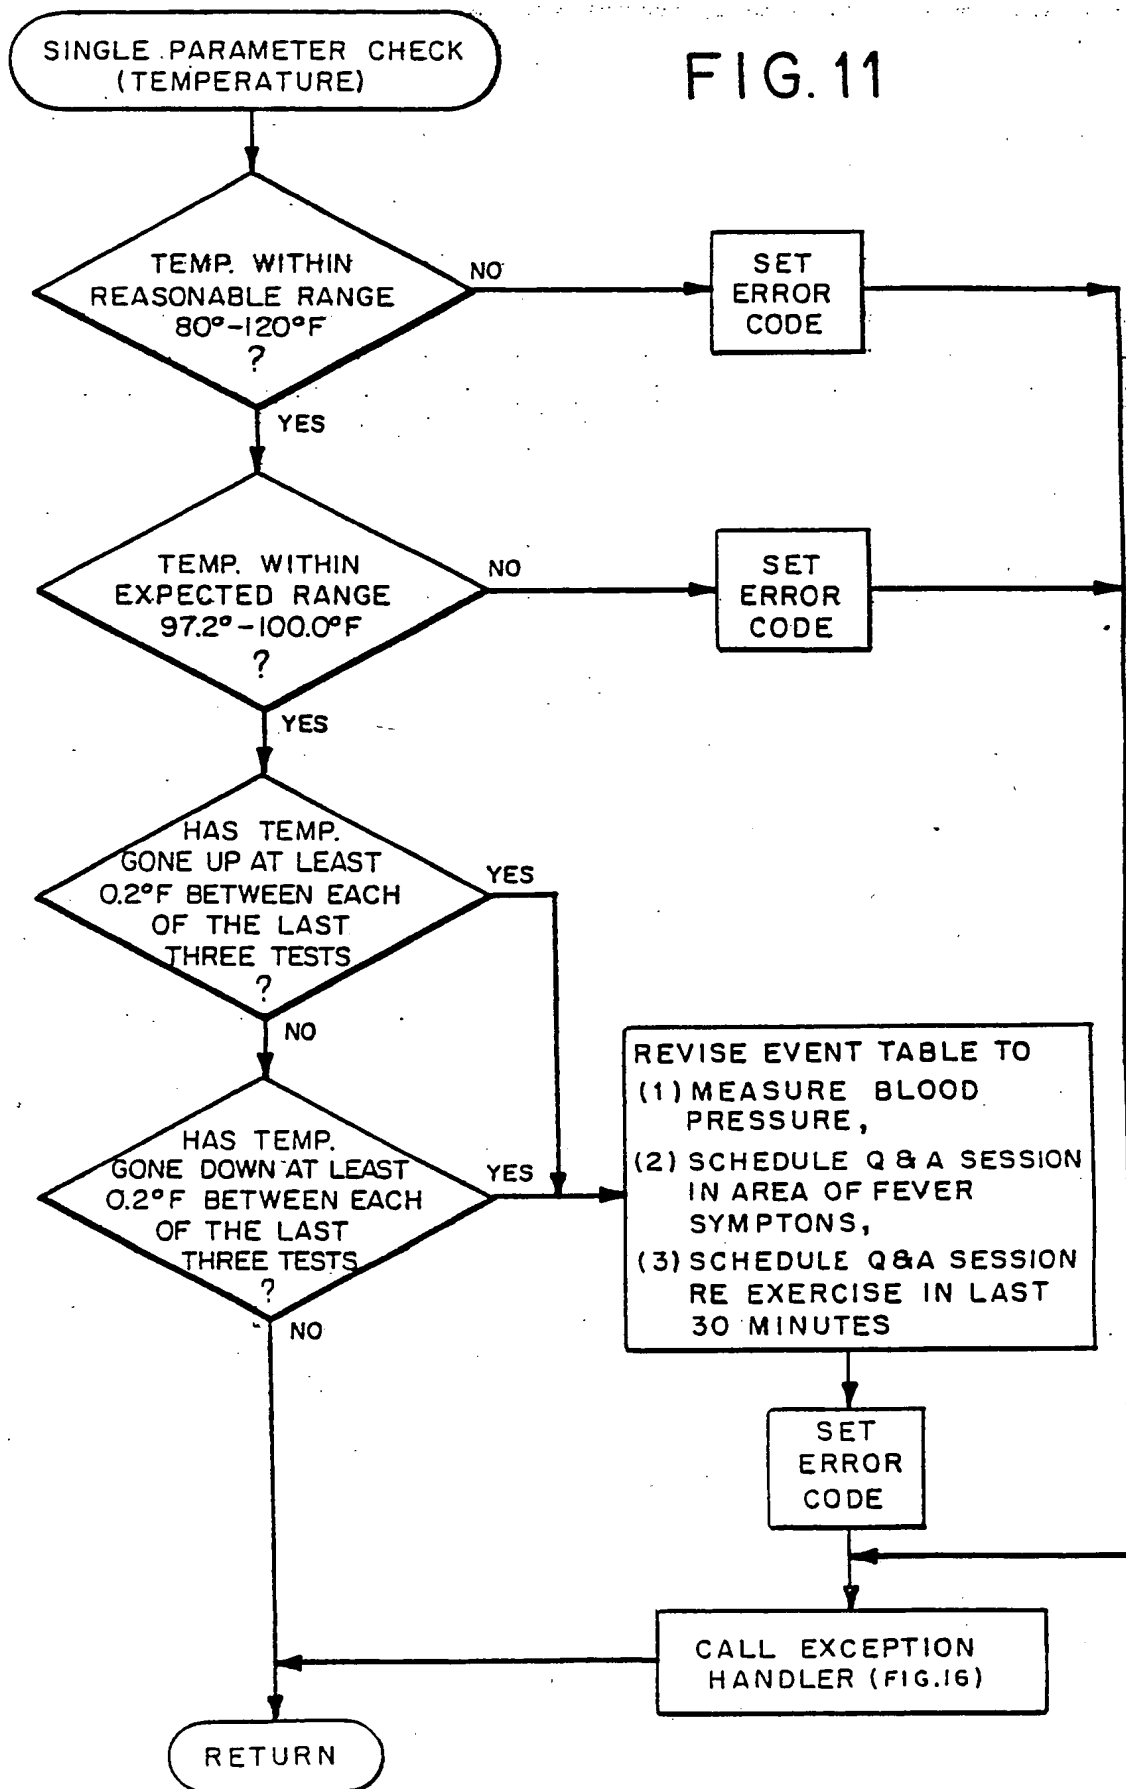 SINGLE PARAMETER CHECK
(TEMPERATURE)
FIG. 11
TEMP. WITHIN
REASONABLE RANGE
80°-120°F
?
NO
SET
ERROR
CODE
YES
TEMP. WITHIN
EXPECTED RANGE
97.2°-100.0°F
?
NO
SET
ERROR
CODE
YES
HAS TEMP.
GONE UP AT LEAST
0.2°F BETWEEN EACH
OF THE LAST
THREE TESTS
?
YES
NO
HAS TEMP.
GONE DOWN AT LEAST
0.2°F BETWEEN EACH
OF THE LAST
THREE TESTS
?
YES
NO
REVISE EVENT TABLE TO
(1) MEASURE BLOOD
PRESSURE,
(2) SCHEDULE Q & A SESSION
IN AREA OF FEVER
SYMPTONS,
(3) SCHEDULE Q&A SESSION
RE EXERCISE IN LAST
30 MINUTES
SET
ERROR
CODE
CALL EXCEPTION
HANDLER (FIG.16)
RETURN